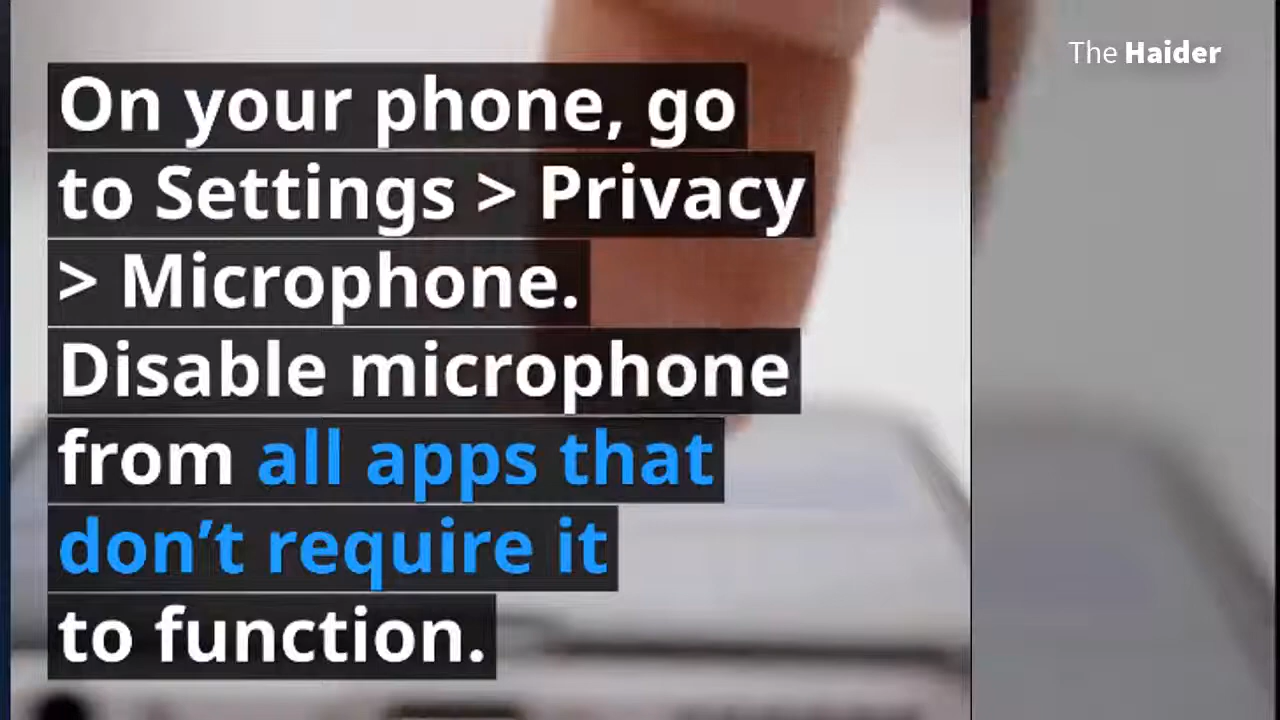 The Haider
On your phone, go
to Settings > Privacy
> Microphone.
Disable microphone
from all apps that
don’t require it
to function.